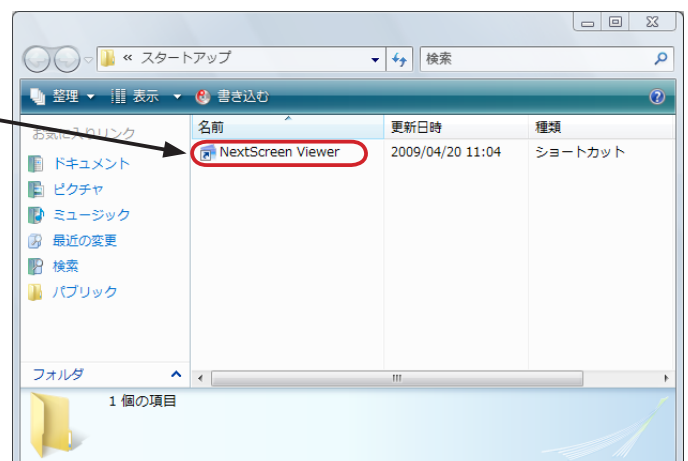 « スタートアップ
検索
整理 表示 書き込む
お気に入りリンク
ドキュメント
ピクチャ
ミュージック
最近の変更
検索
パブリック
フォルダ
名前 更新日時 種類
NextScreen Viewer 2009/04/20 11:04 ショートカット
1 個の項目